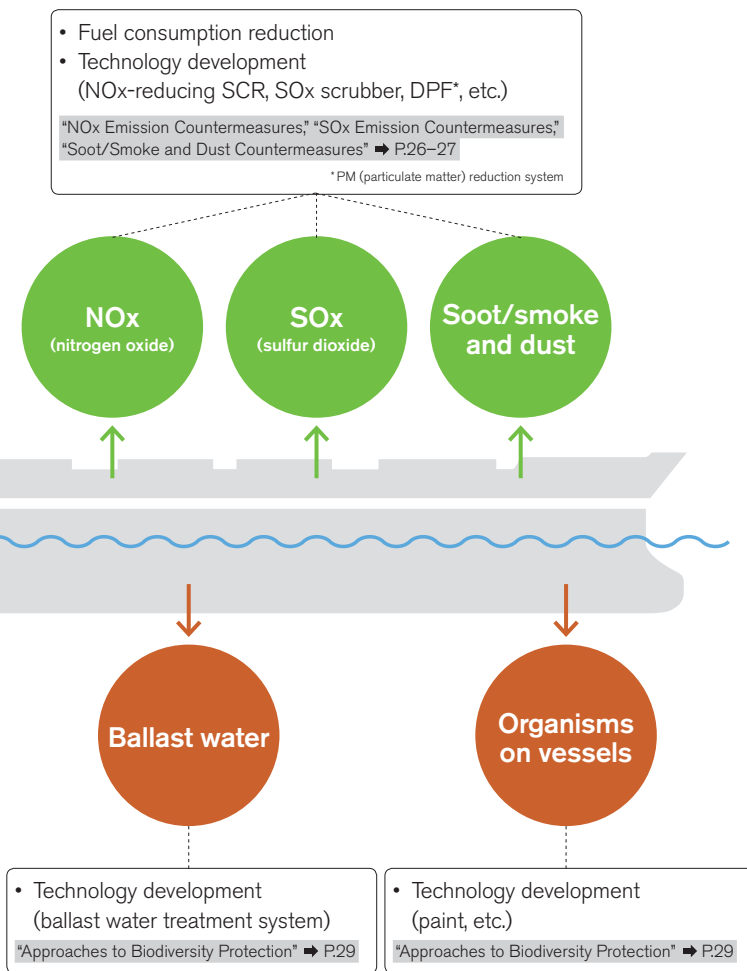 • Fuel consumption reduction
• Technology development
(NOx-reducing SCR, SOx scrubber, DPF*, etc.)
“NOx Emission Countermeasures,” “SOx Emission Countermeasures,”
“Soot/Smoke and Dust Countermeasures” ➡ P.26–27
*PM (particulate matter) reduction system
NOx
(nitrogen oxide)
SOx
(sulfur dioxide)
Soot/smoke
and dust
Ballast water
Organisms
on vessels
• Technology development
(ballast water treatment system)
“Approaches to Biodiversity Protection” ➡ P.29
• Technology development
(paint, etc.)
“Approaches to Biodiversity Protection” ➡ P.29